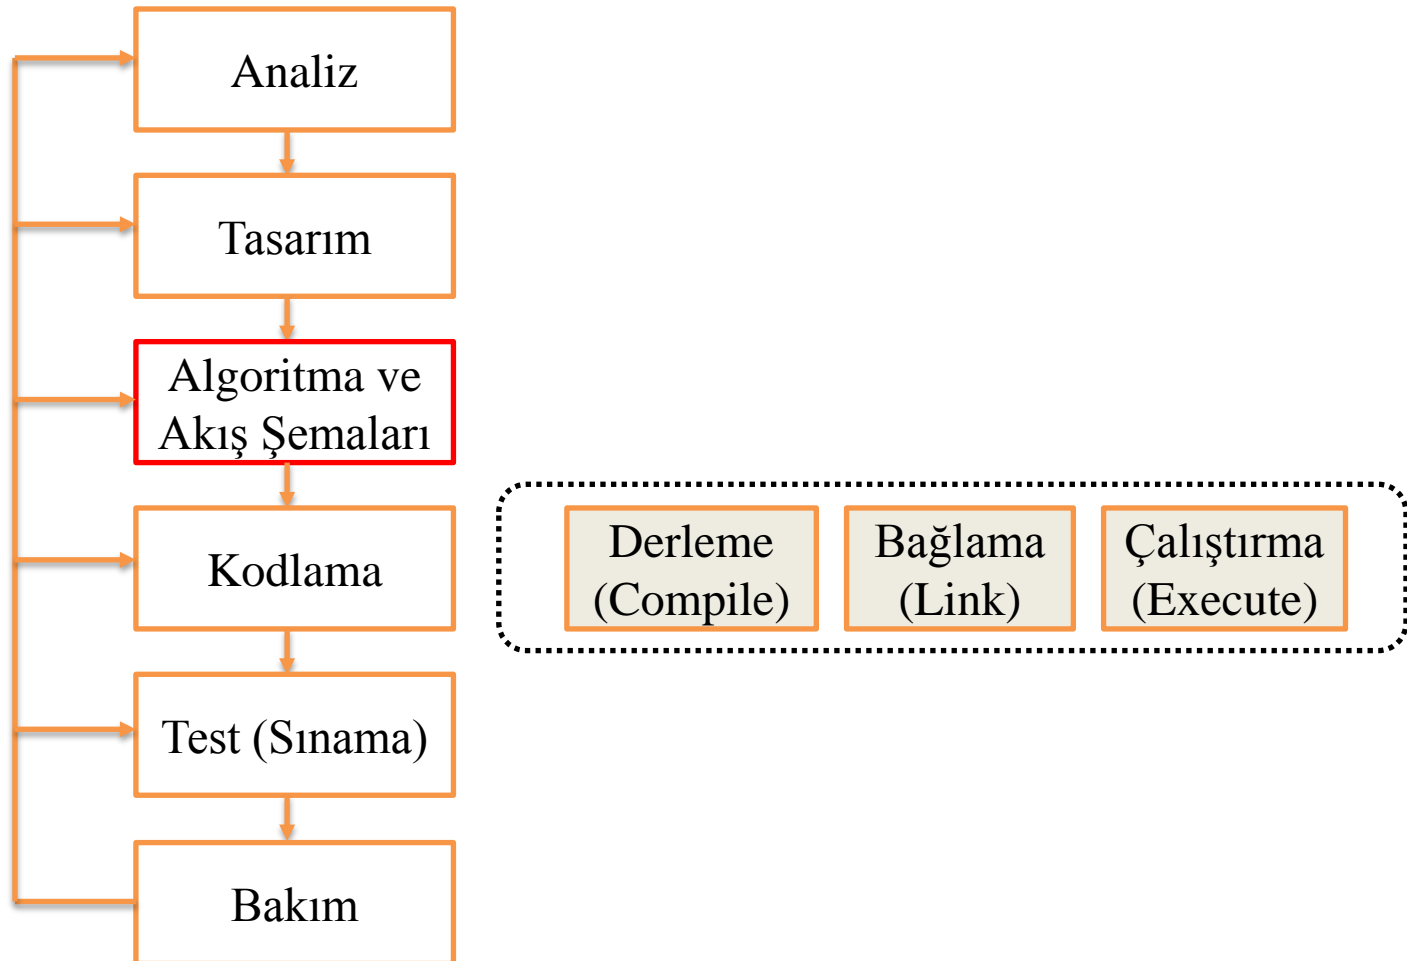 Analiz
Tasarım
Algoritma ve
Akış Şemaları
Kodlama
Derleme
(Compile)
Bağlama
(Link)
Çalıştırma
(Execute)
Test (Sınama)
Bakım